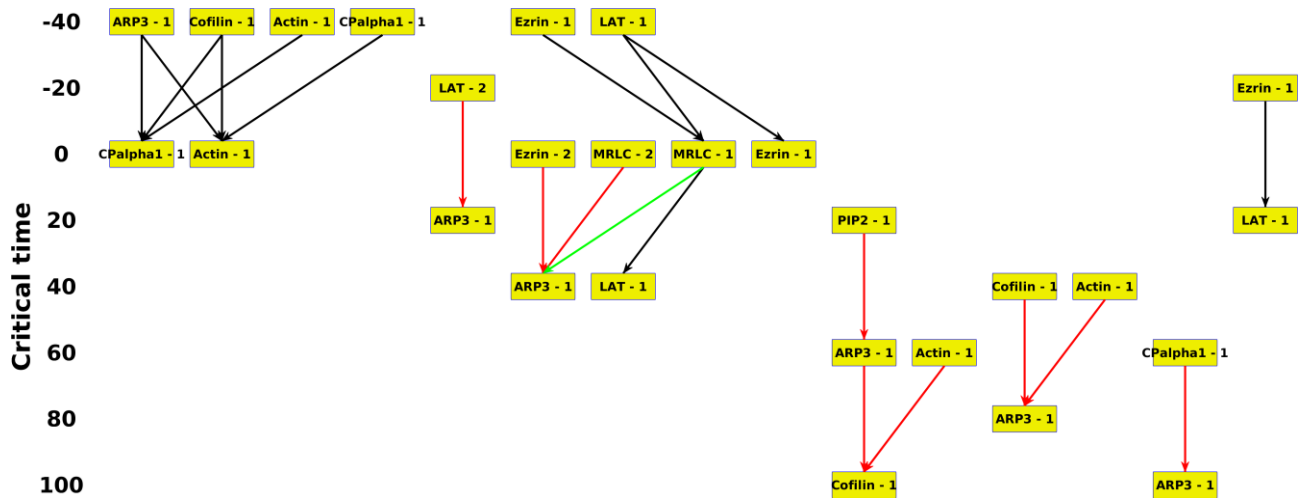 -40 ARP3 - 1 Cofilin - 1 Actin - 1 CPalpha1 - 1 Ezrin - 1 LAT - 1
-20 LAT - 2 Ezrin - 1
0 CPalpha1 - 1 Actin - 1 Ezrin - 2 MRLC - 2 MRLC - 1 Ezrin - 1
20 ARP3 - 1 PIP2 - 1 LAT - 1
Critical time
40 ARP3 - 1 LAT - 1 Cofilin - 1 Actin - 1
60 ARP3 - 1 Actin - 1 CPalpha1 - 1
80 ARP3 - 1
100 Cofilin - 1 ARP3 - 1